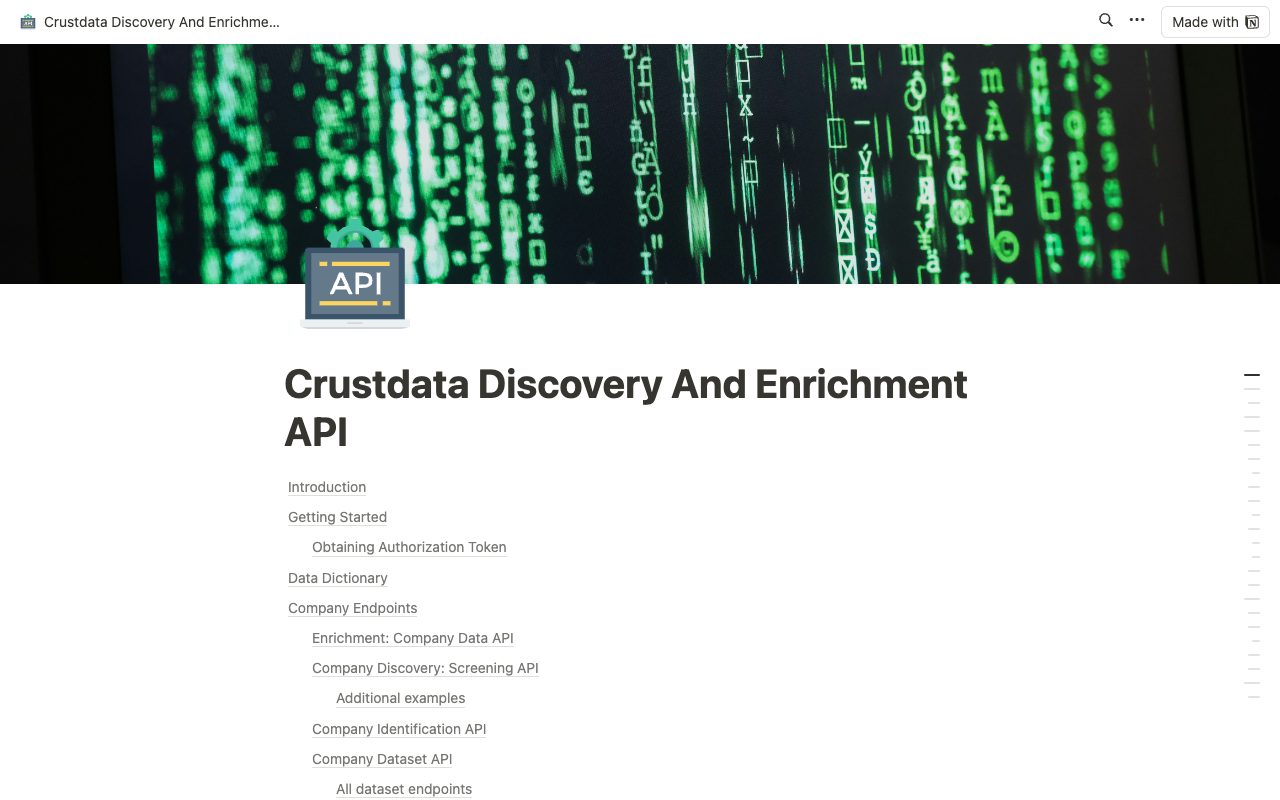 Crustdata Discovery And Enrichme...
Made with
API
Crustdata Discovery And Enrichment
API
Introduction
Getting Started
Obtaining Authorization Token
Data Dictionary
Company Endpoints
Enrichment: Company Data API
Company Discovery: Screening API
Additional examples
Company Identification API
Company Dataset API
All dataset endpoints